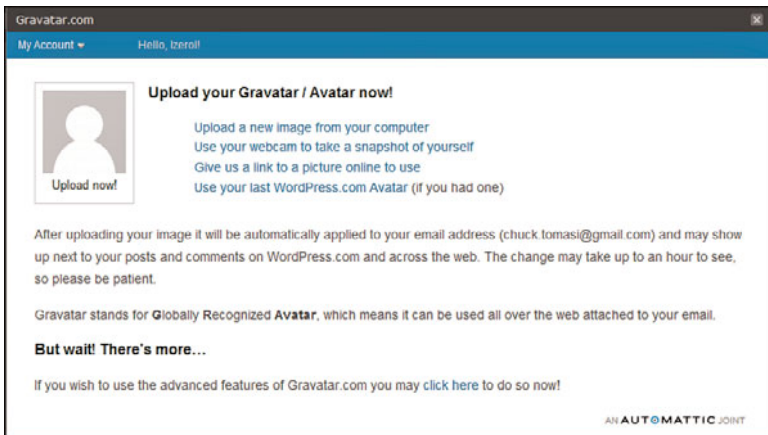 Gravatar.com
My Account
Hello, Izeroll!
Upload your Gravatar / Avatar now!
Upload a new image from your computer
Use your webcam to take a snapshot of yourself
Give us a link to a picture online to use
Upload now!
Use your last WordPress.com Avatar (if you had one)
After uploading your image it will be automatically applied to your email address (chuck.tomasi@gmail.com) and may show
up next to your posts and comments on WordPress.com and across the web. The change may take up to an hour to see,
so please be patient.
Gravatar stands for Globally Recognized Avatar, which means it can be used all over the web attached to your email.
But wait! There's more...
If you wish to use the advanced features of Gravatar.com you may click here to do so now!
AN AUTOMATTIC JOINT